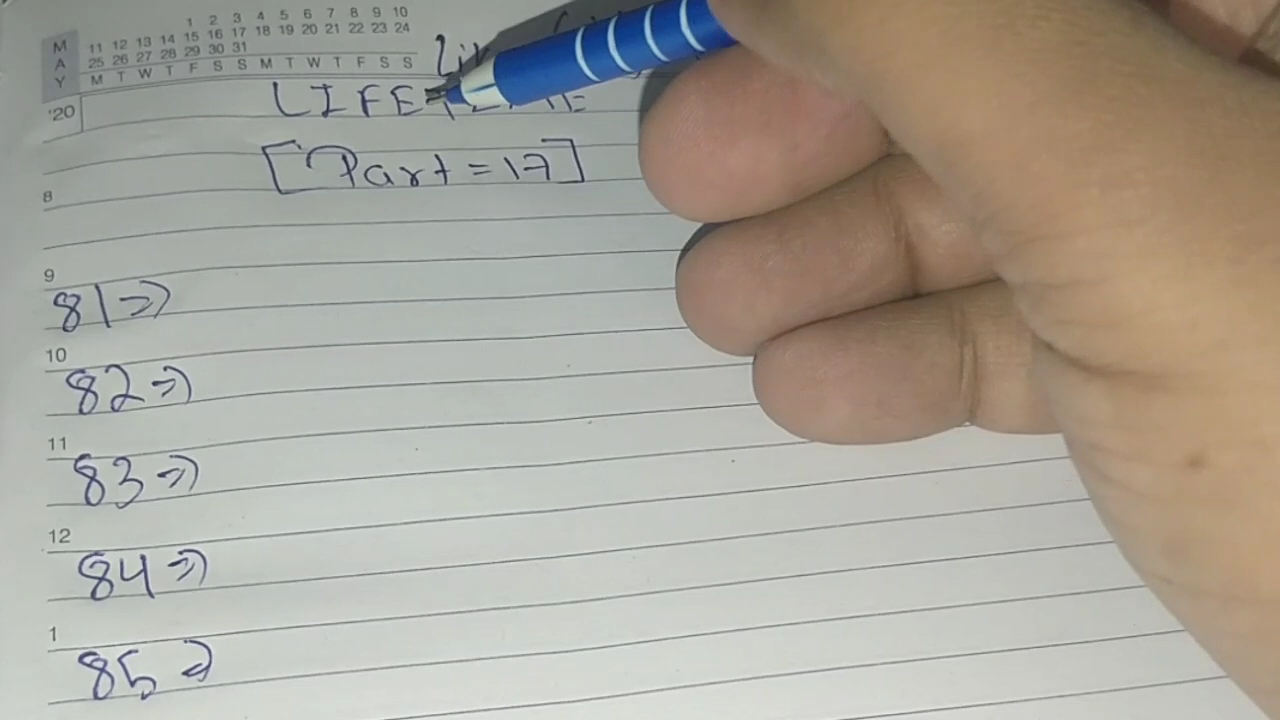 1 2 3 4 5 6 7 8 9 10
11 12 13 14 15 16 17 18 19 20 21 22 23 24
25 26 27 28 29 30 31
M T W T F S S M T W T F S S
MAY
'20
LIFE
[Part = 17]
8
9
81 =>
10
82 =>
11
83 =>
12
84 =>
1
85 =>